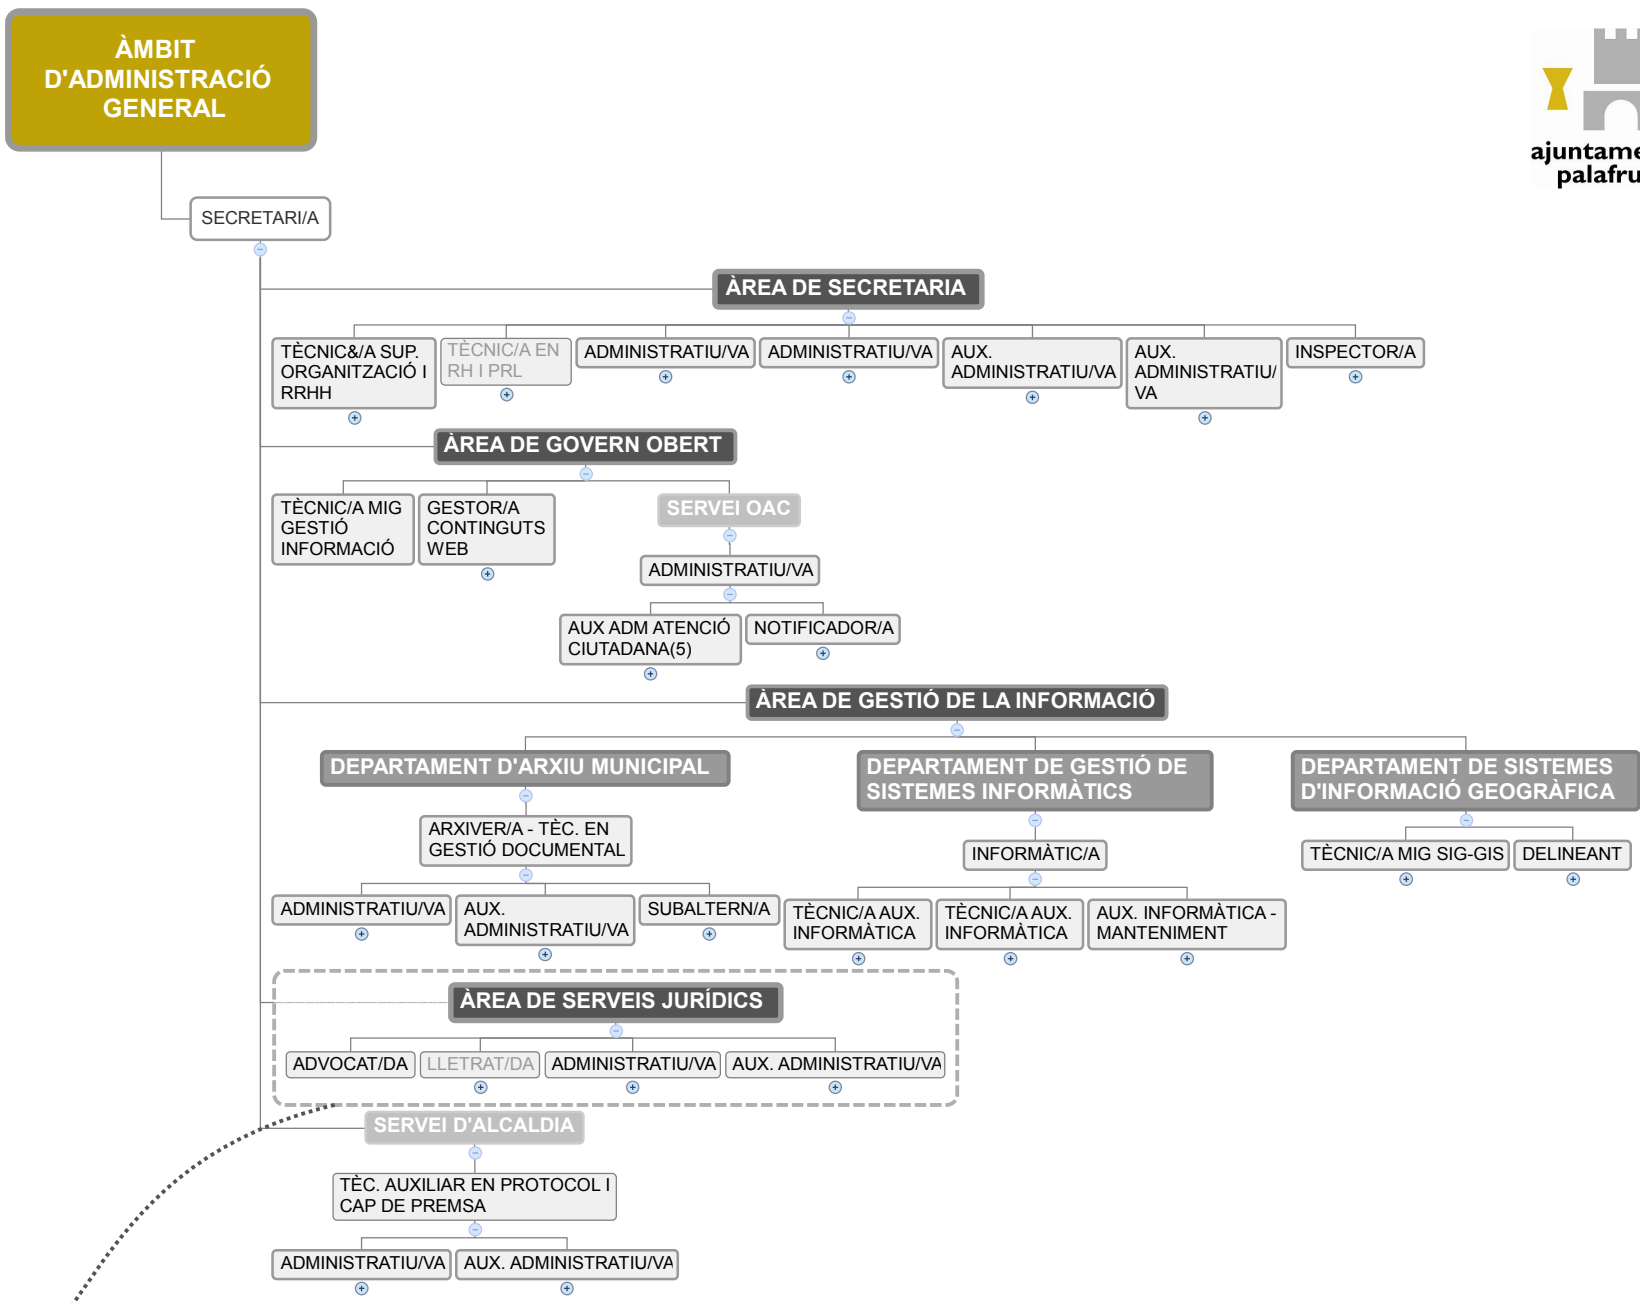 ÀMBIT
D'ADMINISTRACIÓ
GENERAL
SECRETARI/A
ÀREA DE SECRETARIA
TÈCNIC&/A SUP.
ORGANITZACIÓ I
RRHH
TÈCNIC/A EN
RH I PRL
ADMINISTRATIU/VA
ADMINISTRATIU/VA
AUX.
ADMINISTRATIU/VA
AUX.
ADMINISTRATIU/
VA
INSPECTOR/A
ÀREA DE GOVERN OBERT
TÈCNIC/A MIG
GESTIÓ
INFORMACIÓ
GESTOR/A
CONTINGUTS
WEB
SERVEI OAC
ADMINISTRATIU/VA
AUX ADM ATENCIÓ
CIUTADANA(5)
NOTIFICADOR/A
ÀREA DE GESTIÓ DE LA INFORMACIÓ
DEPARTAMENT D'ARXIU MUNICIPAL
ARXIVER/A - TÈC. EN
GESTIÓ DOCUMENTAL
ADMINISTRATIU/VA
AUX.
ADMINISTRATIU/VA
SUBALTERN/A
DEPARTAMENT DE GESTIÓ DE
SISTEMES INFORMÀTICS
INFORMÀTIC/A
TÈCNIC/A AUX.
INFORMÀTICA
TÈCNIC/A AUX.
INFORMÀTICA
AUX. INFORMÀTICA -
MANTENIMENT
DEPARTAMENT DE SISTEMES
D'INFORMACIÓ GEOGRÀFICA
TÈCNIC/A MIG SIG-GIS
DELINEANT
ÀREA DE SERVEIS JURÍDICS
ADVOCAT/DA
LLETRAT/DA
ADMINISTRATIU/VA
AUX. ADMINISTRATIU/VA
SERVEI D'ALCALDIA
TÈC. AUXILIAR EN PROTOCOL I
CAP DE PREMSA
ADMINISTRATIU/VA
AUX. ADMINISTRATIU/VA